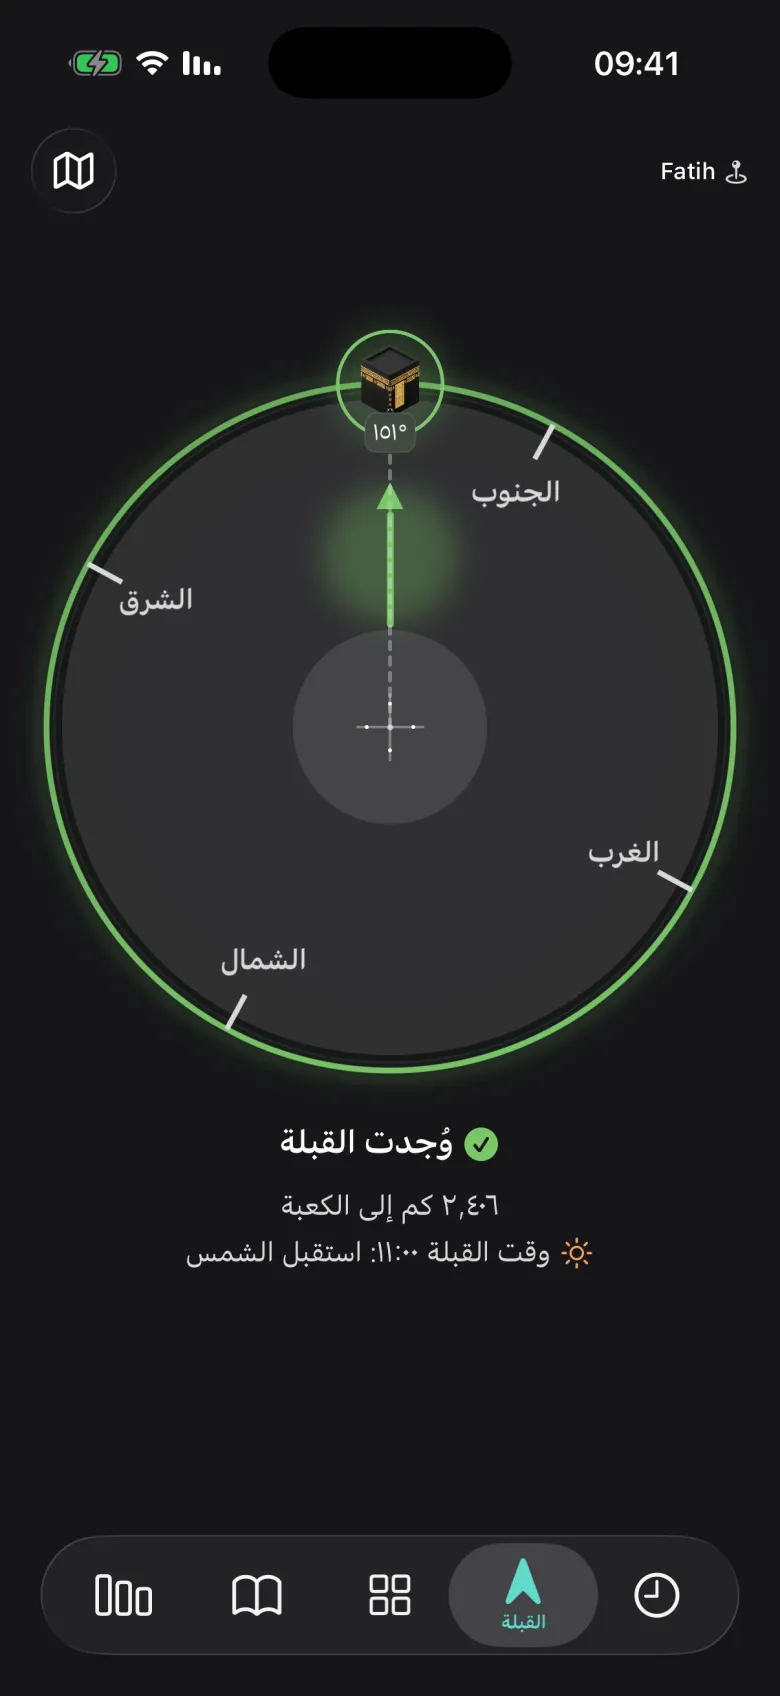 09:41
Fatih
١٥١°
الجنوب
الشرق
الغرب
الشمال
وُجدت القبلة
٢,٤٠٦ كم إلى الكعبة
وقت القبلة ١١:٠٠: استقبل الشمس
القبلة